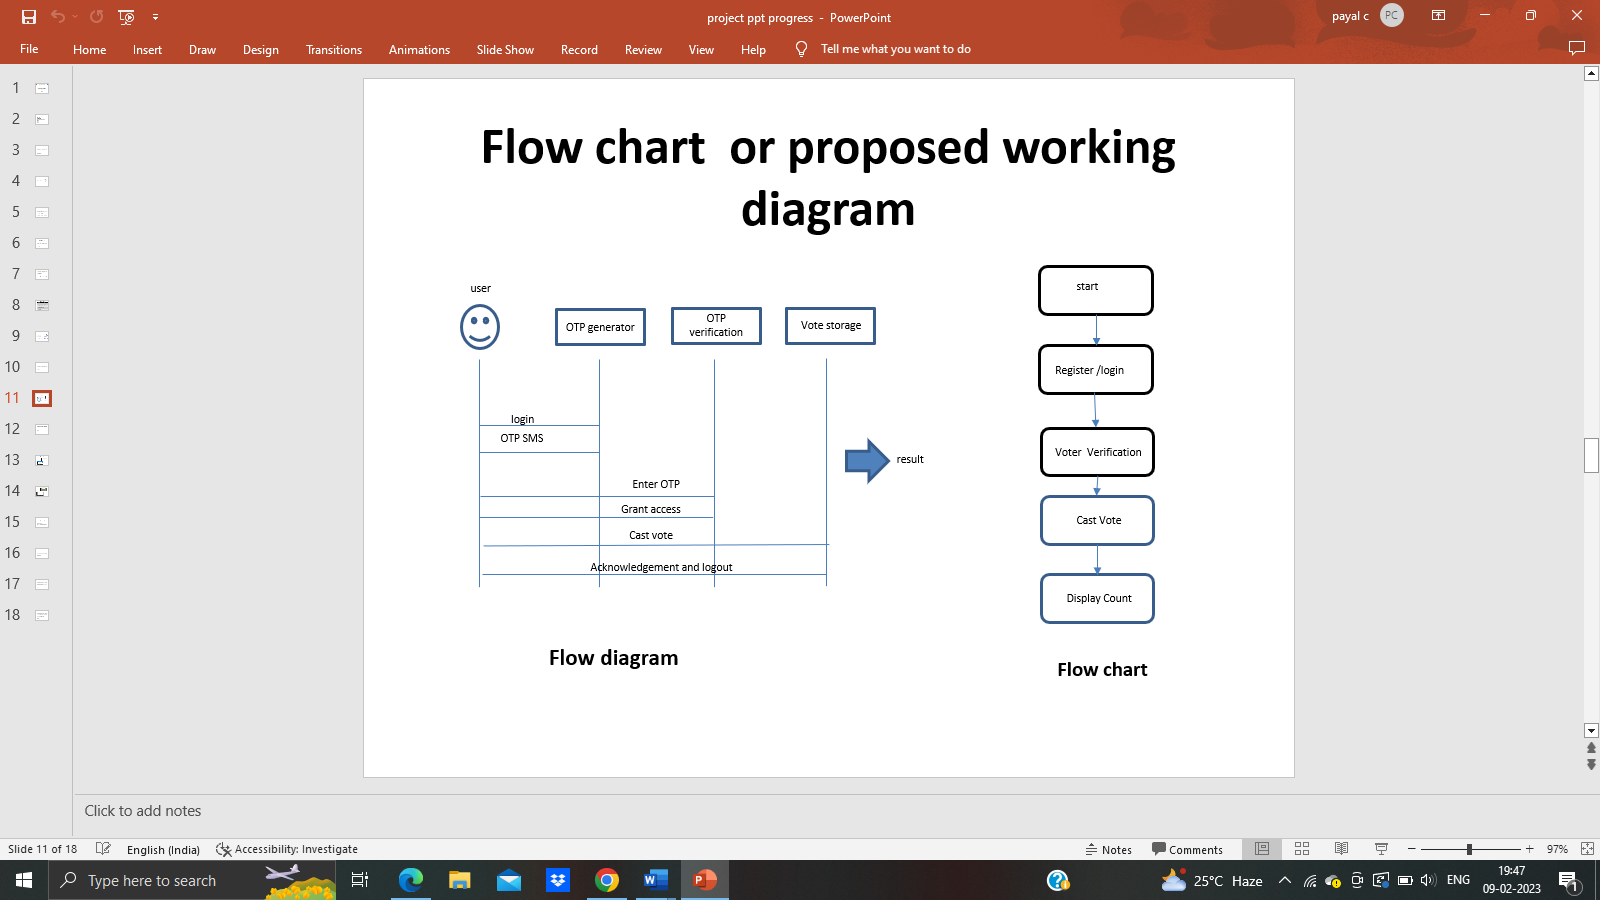 project ppt progress - PowerPoint
payal c
PC
File
Home
Insert
Draw
Design
Transitions
Animations
Slide Show
Record
Review
View
Help
Tell me what you want to do
1
2
3
4
5
6
7
8
9
10
11
12
13
14
15
16
17
18
Flow chart or proposed working
diagram
user
OTP generator
OTP
verification
Vote storage
login
OTP SMS
Enter OTP
Grant access
Cast vote
Acknowledgement and logout
result
Flow diagram
start
Register /login
Voter Verification
Cast Vote
Display Count
Flow chart
Click to add notes
Slide 11 of 18
English (India)
Accessibility: Investigate
Notes
Comments
97%
Type here to search
25°C Haze
ENG
19:47
09-02-2023
1